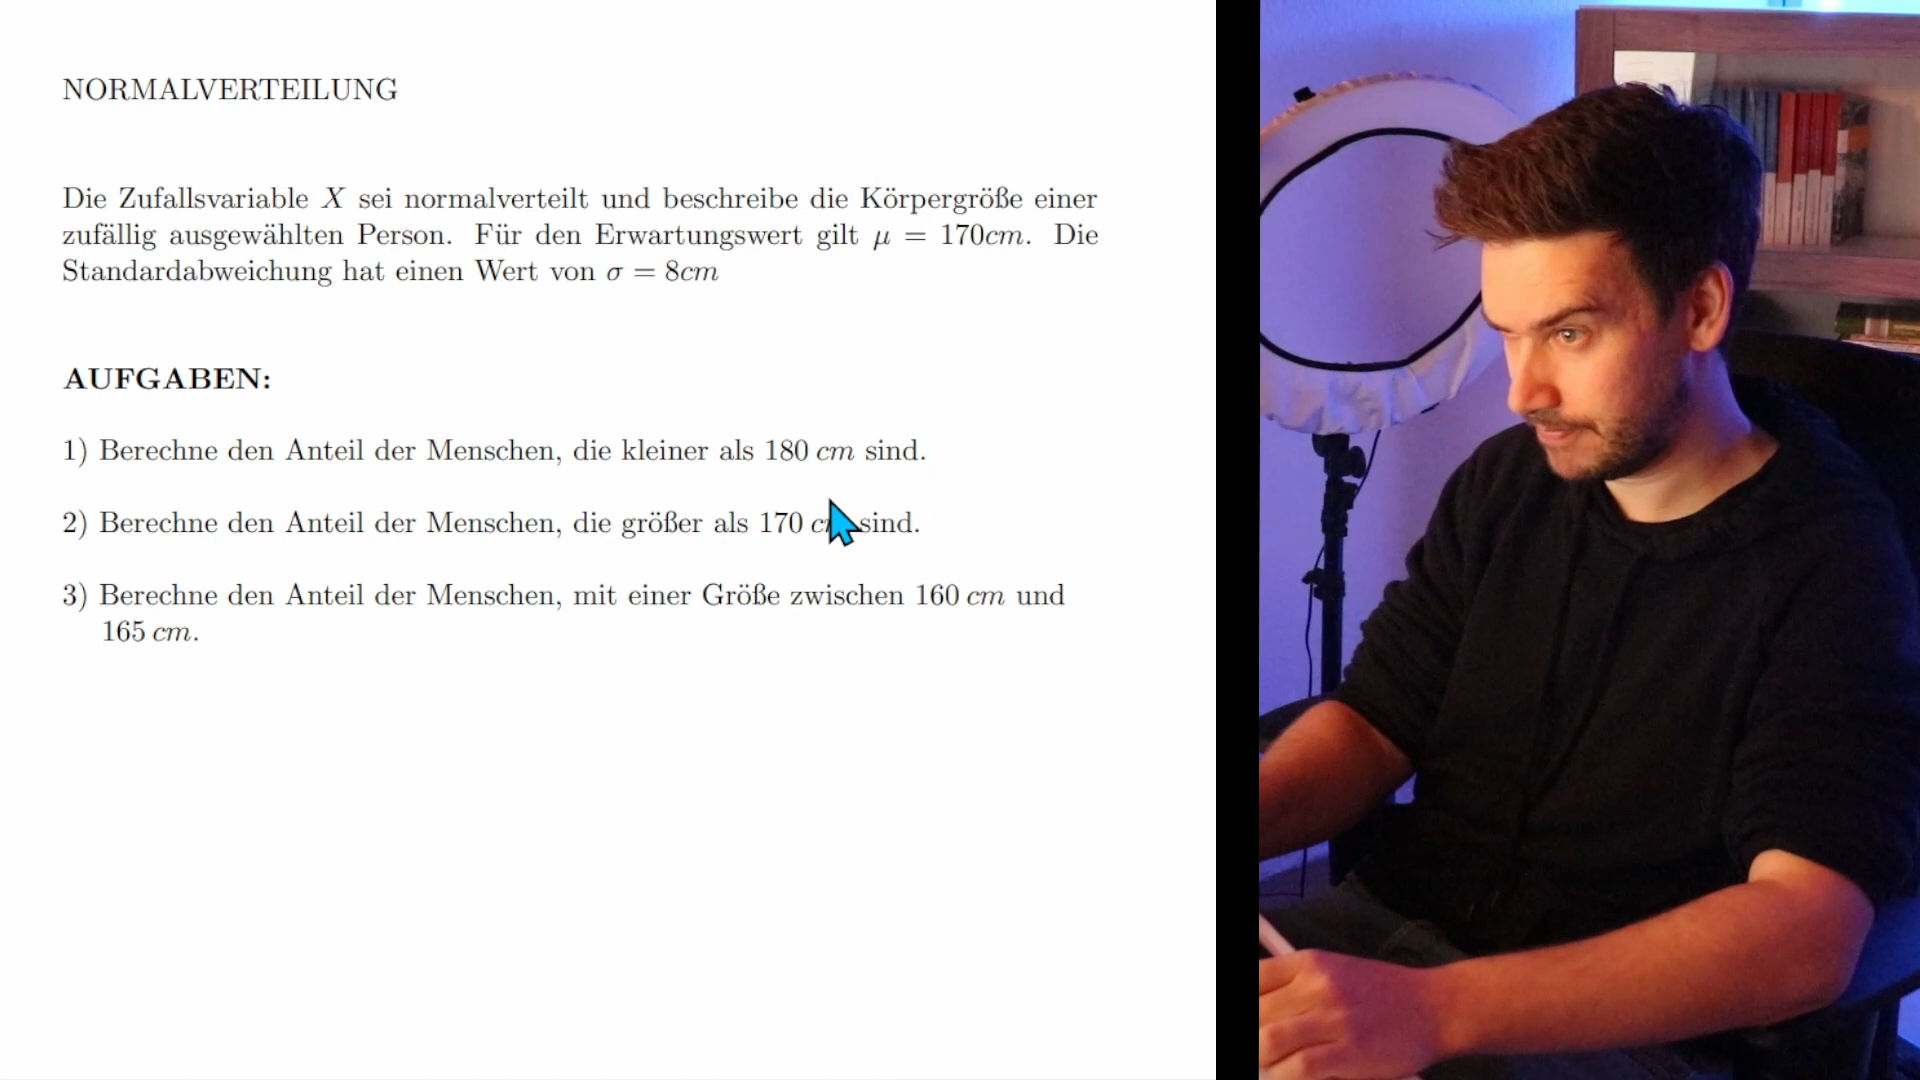 NORMALVERTEILUNG
Die Zufallsvariable X sei normalverteilt und beschreibe die Körpergröße einer
zufällig ausgewählten Person. Für den Erwartungswert gilt μ = 170cm. Die
Standardabweichung hat einen Wert von σ = 8cm
AUFGABEN:
1) Berechne den Anteil der Menschen, die kleiner als 180 cm sind.
2) Berechne den Anteil der Menschen, die größer als 170 cm sind.
3) Berechne den Anteil der Menschen, mit einer Größe zwischen 160 cm und
165 cm.